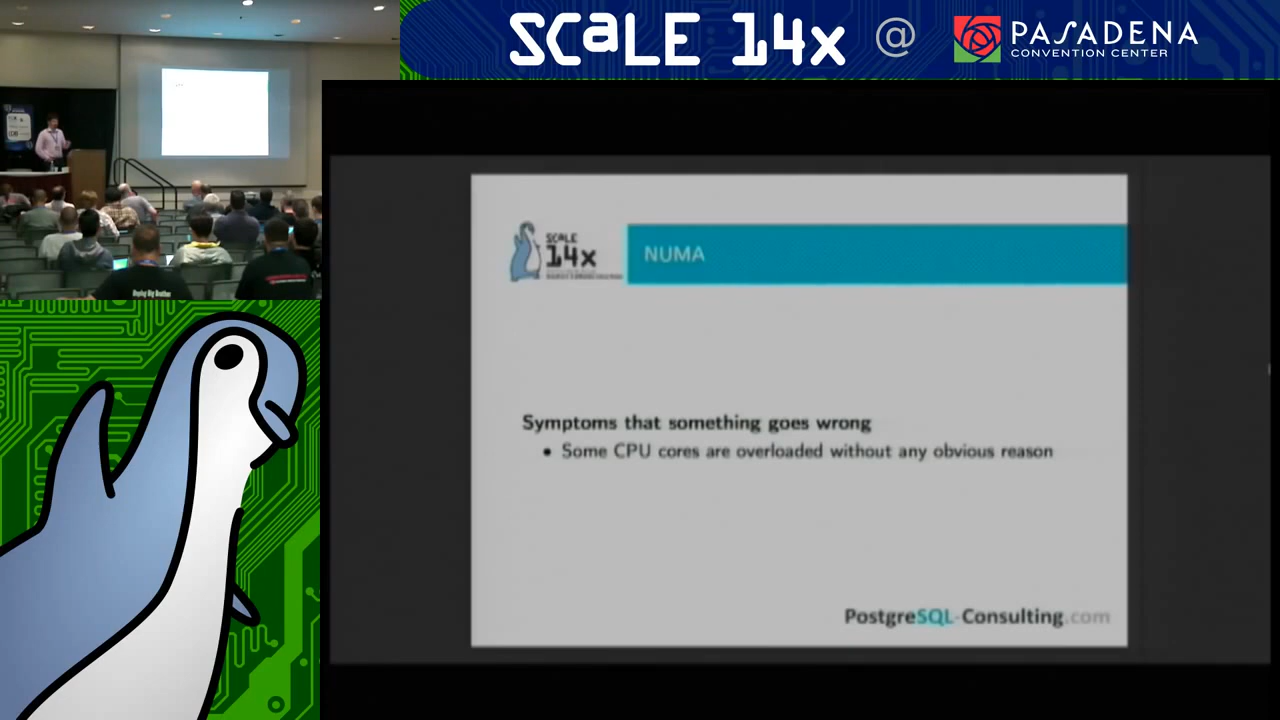 SCALE 14x @ PASADENA
CONVENTION CENTER
SCALE
14x
NUMA
Symptoms that something goes wrong
• Some CPU cores are overloaded without any obvious reason
PostgreSQL-Consulting.com